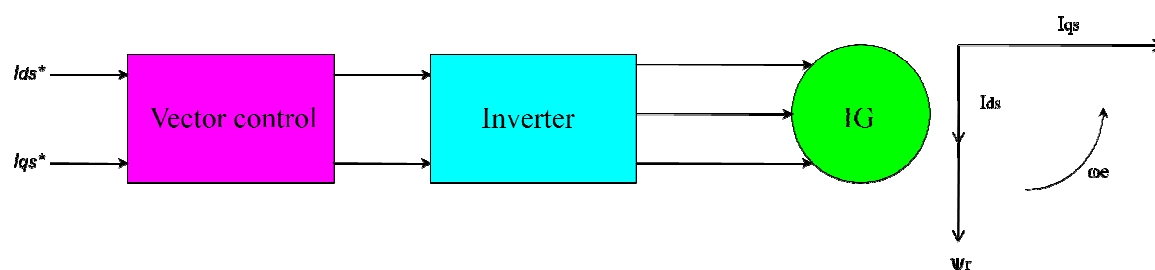 Ids*
Iqs*
Vector control
Inverter
IG
Iqs
Ids
ωe
Ψr